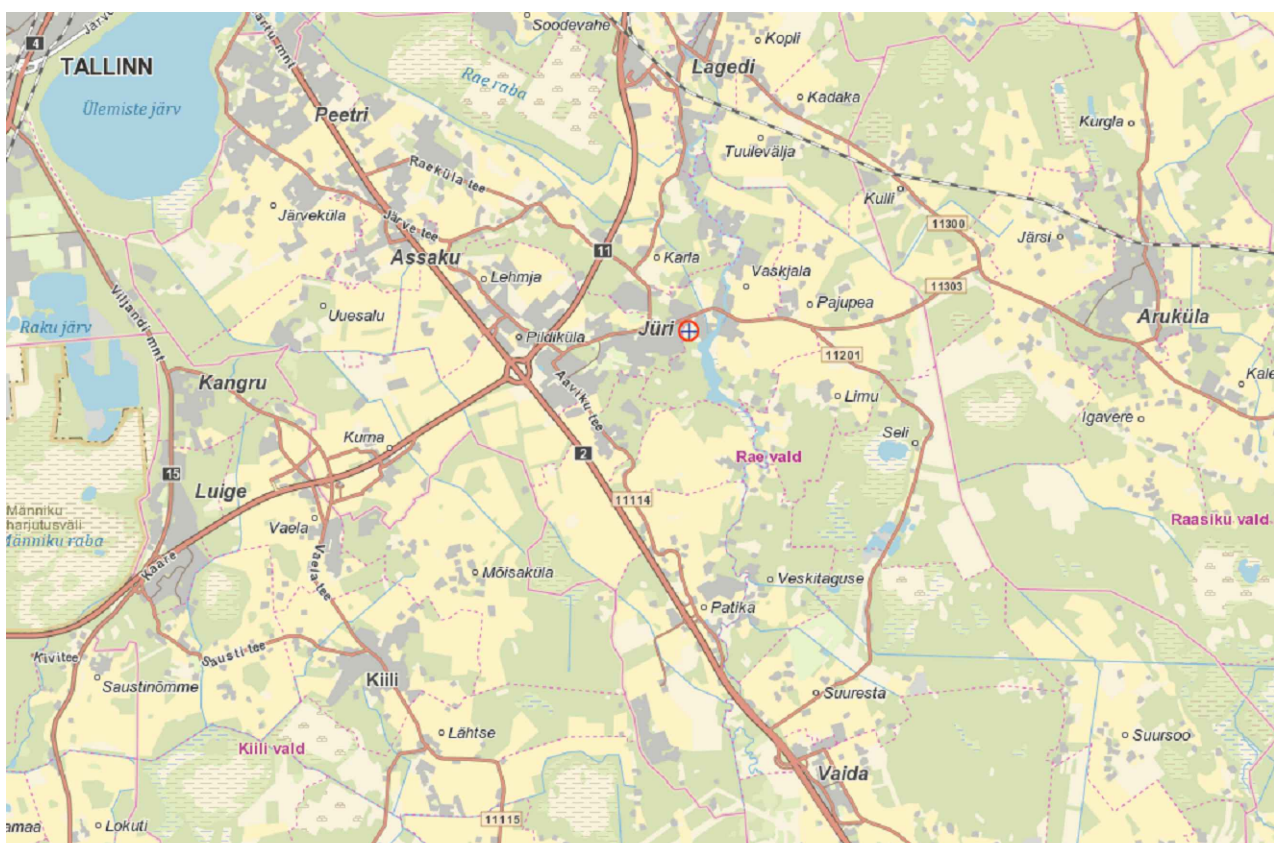 Soodevahe
Kopli
4
TALLINN
Lagedi
Rae raba
Kadaka
Ülemiste järv
Peetri
Kurgla
Tuulevälja
Raeküla tee
Kulli
Järveküla
Järve tee
11300
Järsi
Assaku
11
Karla
Lehmja
Vaskjala
11303
Viljandi mnt
Uuesalu
Pajupea
Raku järv
Pildiküla
Jüri
Aruküla
11201
Kangru
Aaviku tee
Limu
Igavere
Kurna
Seli
2
Rae vald
15
Luige
11114
Männiku
harjutusväli
Männiku raba
Vaela
Raasiku vald
Kaare
Vaela tee
Mõisaküla
Veskitaguse
Patika
Sausti tee
Kivitee
Saustinõmme
Kiili
Suuresta
Lähtse
Kiili vald
Suursoo
Vaida
11115
Lokuti